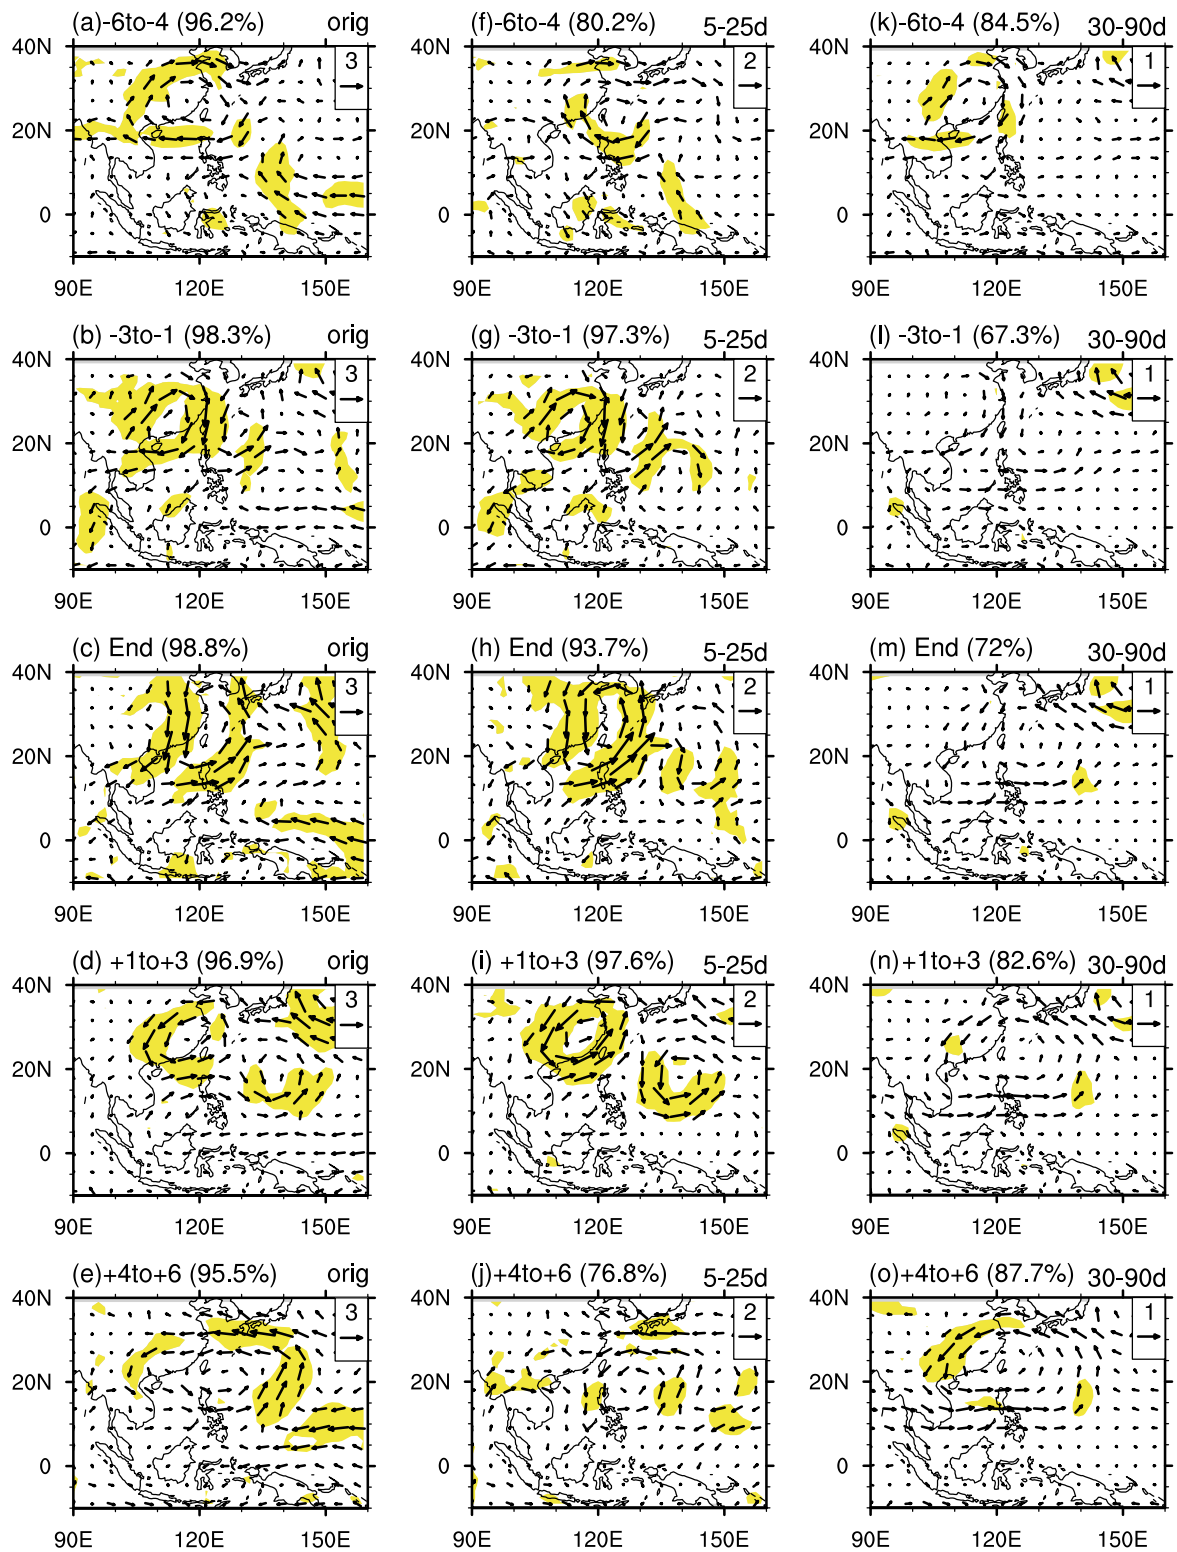 (a)-6to-4 (96.2%) orig
(f)-6to-4 (80.2%) 5-25d
(k)-6to-4 (84.5%) 30-90d
40N
20N
0
3
90E 120E 150E
40N
20N
0
2
90E 120E 150E
40N
20N
0
1
90E 120E 150E
(b) -3to-1 (98.3%) orig
(g) -3to-1 (97.3%) 5-25d
(l) -3to-1 (67.3%) 30-90d
40N
20N
0
3
90E 120E 150E
40N
20N
0
2
90E 120E 150E
40N
20N
0
1
90E 120E 150E
(c) End (98.8%) orig
(h) End (93.7%) 5-25d
(m) End (72%) 30-90d
40N
20N
0
3
90E 120E 150E
40N
20N
0
2
90E 120E 150E
40N
20N
0
1
90E 120E 150E
(d) +1to+3 (96.9%) orig
(i) +1to+3 (97.6%) 5-25d
(n)+1to+3 (82.6%) 30-90d
40N
20N
0
3
90E 120E 150E
40N
20N
0
2
90E 120E 150E
40N
20N
0
1
90E 120E 150E
(e)+4to+6 (95.5%) orig
(j)+4to+6 (76.8%) 5-25d
(o)+4to+6 (87.7%) 30-90d
40N
20N
0
3
90E 120E 150E
40N
20N
0
2
90E 120E 150E
40N
20N
0
1
90E 120E 150E